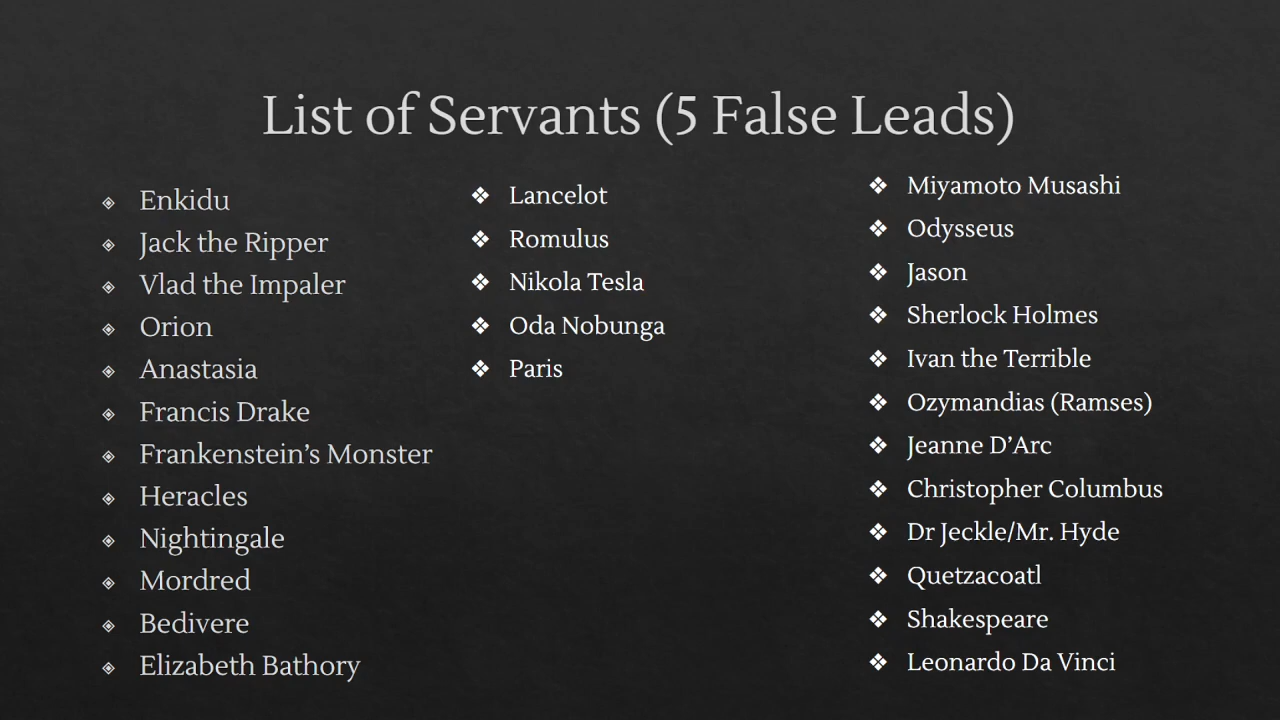 List of Servants (5 False Leads)
Enkidu
Jack the Ripper
Vlad the Impaler
Orion
Anastasia
Francis Drake
Frankenstein’s Monster
Heracles
Nightingale
Mordred
Bedivere
Elizabeth Bathory
Lancelot
Romulus
Nikola Tesla
Oda Nobunga
Paris
Miyamoto Musashi
Odysseus
Jason
Sherlock Holmes
Ivan the Terrible
Ozymandias (Ramses)
Jeanne D’Arc
Christopher Columbus
Dr Jeckle/Mr. Hyde
Quetzacoatl
Shakespeare
Leonardo Da Vinci